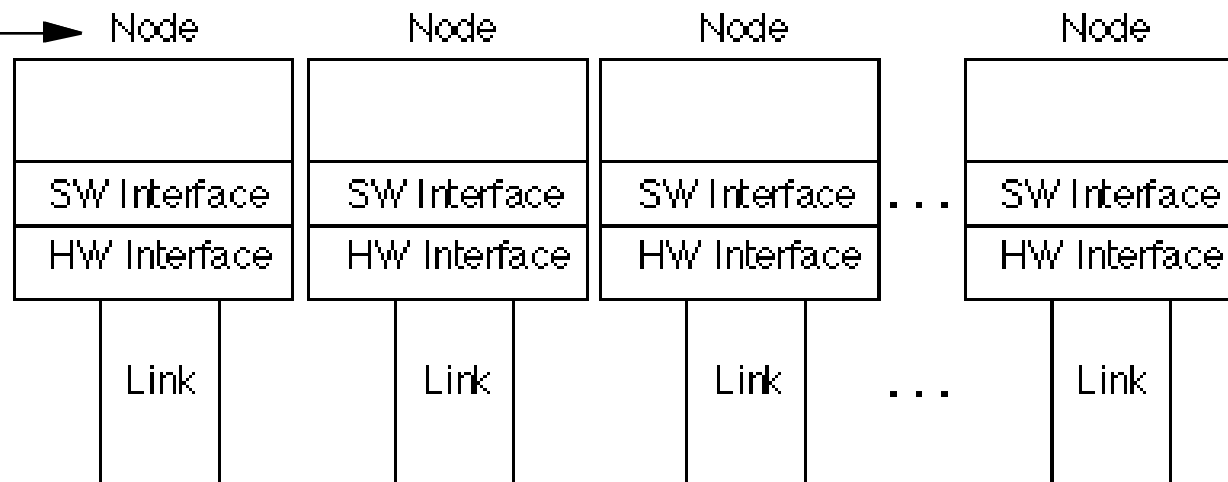 Node Node Node Node
SW Interface SW Interface SW Interface ... SW Interface
HW Interface HW Interface HW Interface HW Interface
Link Link Link ... Link